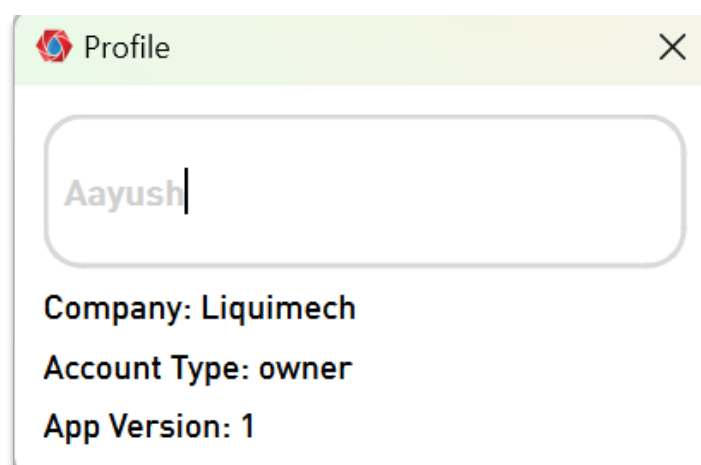 Profile
Aayush
Company: Liquimech
Account Type: owner
App Version: 1